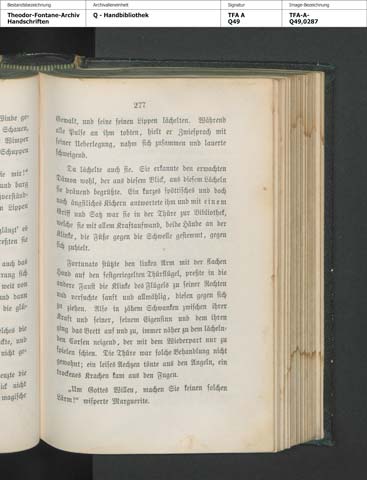 Bestandsbezeichnung
Theodor-Fontane-Archiv
Handschriften
Archivalieneinheit
Q - Handbibliothek
Signatur
TFA A
Q49
Image-Bezeichnung
TFA-A-
Q49,0287
277
Gewalt, und seine feinen Lippen lächelten. Während
alle Pulse an ihm tobten, hielt er Zwiesprach mit
seiner Ueberlegung, nahm sich zusammen und lauerte
schweigend.
Da lächelte auch sie. Sie erkannte den erwachten
Dämon wohl, der aus diesem Blick, aus diesem Lächeln
sie dräuend begrüßte. Ein kurzes spöttisches und doch
auch ängstliches Kichern antwortete ihm und mit einem
Griff und Satz war sie in der Thüre zur Bibliothek,
welche sie mit allem Kraftaufwand, beide Hände an der
Klinke, die Füße gegen die Schwelle gestemmt, gegen
sich zuhielt.
Fortunato stützte den linken Arm mit der flachen
Hand auf den festgeriegelten Thürflügel, preßte in die
andere Faust die Klinke des Flügels zu seiner Rechten
und versuchte sanft und allmählig, diesen gegen sich
zu ziehen. Also in zähem Schwanken zwischen ihrer
Kraft und seiner, seinem Eigensinn und dem ihren
ging das Brett auf und zu, immer näher zu dem lächeln-
den Corsen neigend, der mit dem Widerpart nur zu
spielen schien. Die Thüre war solche Behandlung nicht
gewohnt; ein leises Aechzen tönte aus den Angeln, ein
trockenes Krachen kam aus den Fugen.
„Um Gottes Willen, machen Sie keinen solchen
Lärm!“ wisperte Marguerite.